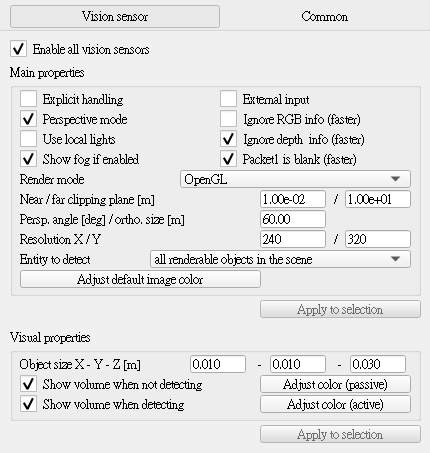 Vision sensor Common
Enable all vision sensors
Main properties
Explicit handling External input
Perspective mode Ignore RGB info (faster)
Use local lights Ignore depth info (faster)
Show fog if enabled Packet1 is blank (faster)
Render mode OpenGL
Near / far clipping plane [m] 1.00e-02 / 1.00e+01
Persp. angle [deg] / ortho. size [m] 60.00
Resolution X / Y 240 / 320
Entity to detect all renderable objects in the scene
Adjust default image color
Apply to selection
Visual properties
Object size X - Y - Z [m] 0.010 - 0.010 - 0.030
Show volume when not detecting Adjust color (passive)
Show volume when detecting Adjust color (active)
Apply to selection